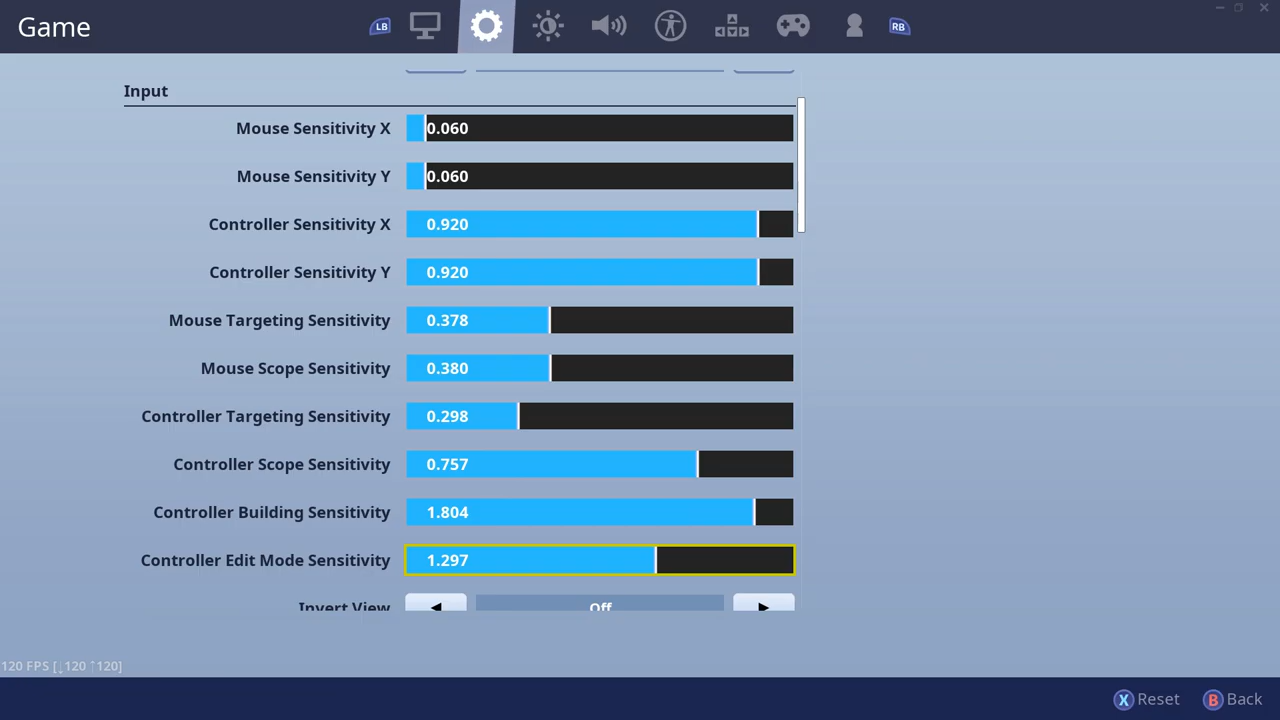 Game
LB
RB
Input
Mouse Sensitivity X 0.060
Mouse Sensitivity Y 0.060
Controller Sensitivity X 0.920
Controller Sensitivity Y 0.920
Mouse Targeting Sensitivity 0.378
Mouse Scope Sensitivity 0.380
Controller Targeting Sensitivity 0.298
Controller Scope Sensitivity 0.757
Controller Building Sensitivity 1.804
Controller Edit Mode Sensitivity 1.297
Invert View Off
120 FPS [↓120 ↑120]
X Reset B Back